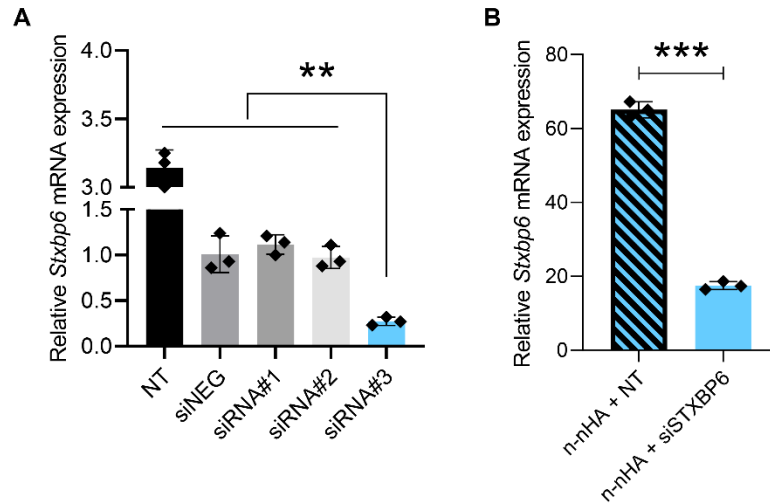 A
Relative Stxbp6 mRNA expression
4.0
3.5
3.0
1.5
1.0
0.5
0.0
**
NT
siNEG
siRNA#1
siRNA#2
siRNA#3
B
Relative Stxbp6 mRNA expression
80
60
40
20
0
***
n-nHA + NT
n-nHA + siSTXBP6